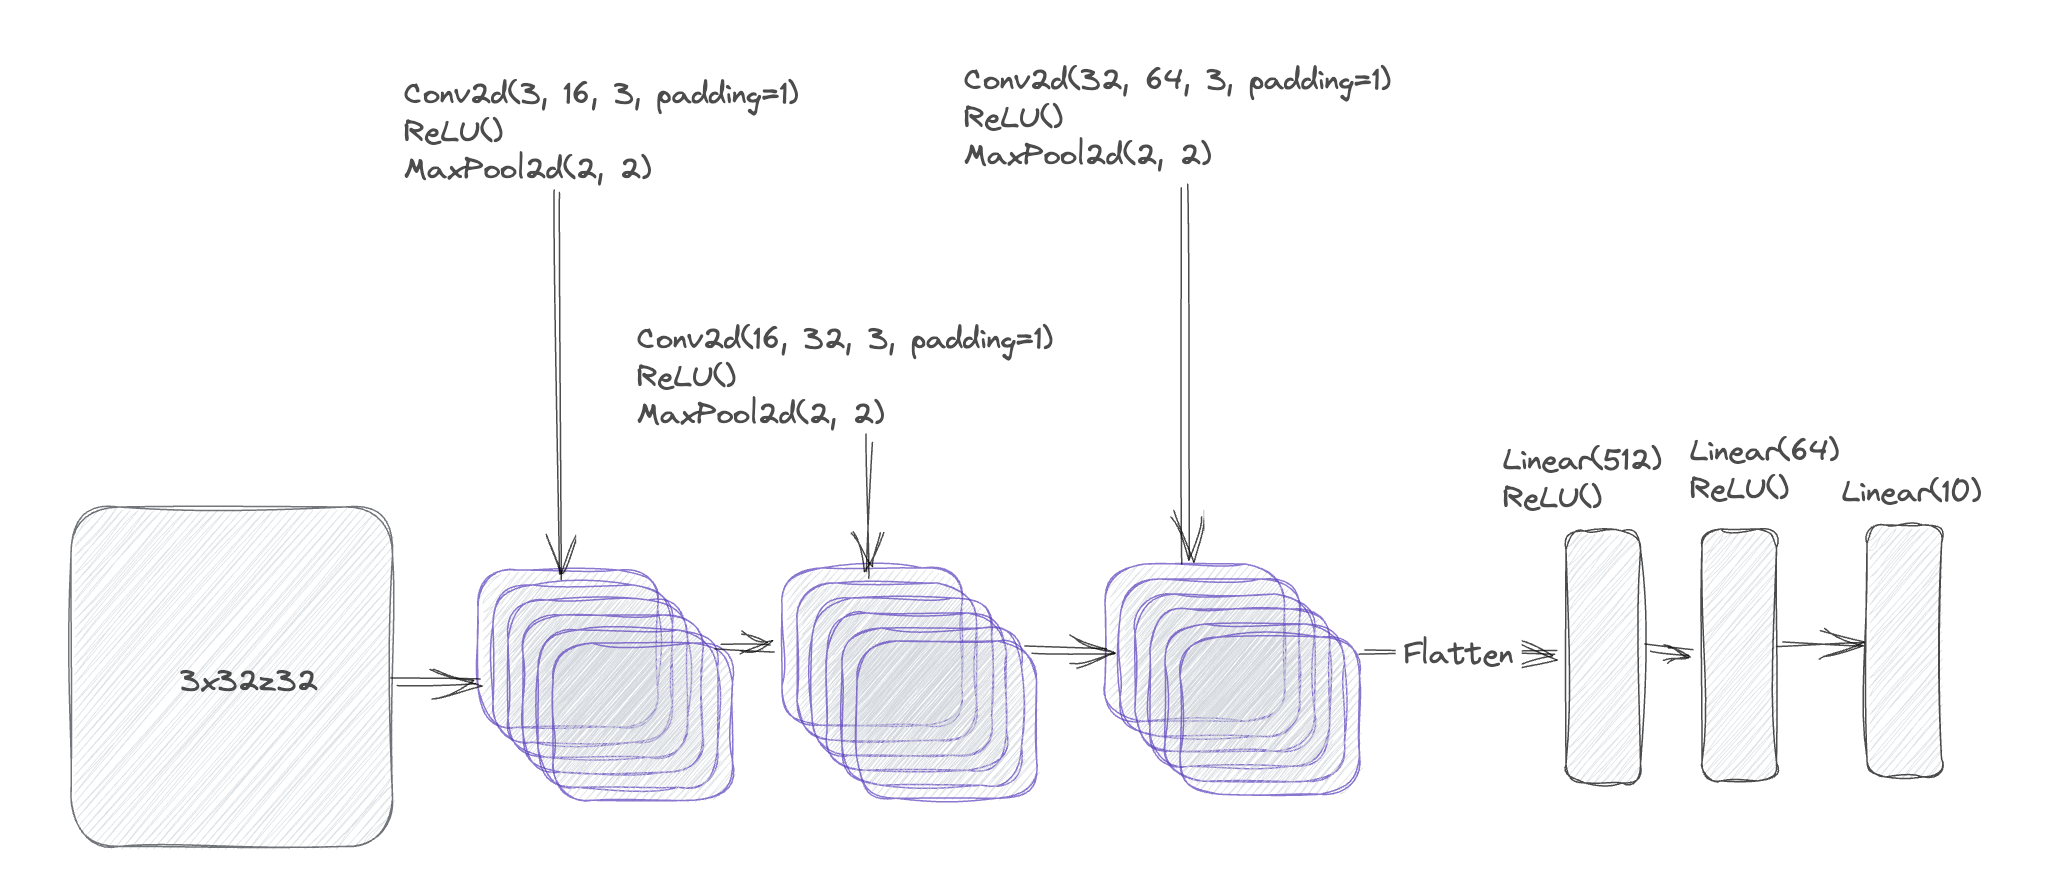 Conv2d(3, 16, 3, padding=1)
ReLU()
MaxPool2d(2, 2)
Conv2d(32, 64, 3, padding=1)
ReLU()
MaxPool2d(2, 2)
Conv2d(16, 32, 3, padding=1)
ReLU()
MaxPool2d(2, 2)
3x32z32
Flatten
Linear(512)
ReLU()
Linear(64)
ReLU()
Linear(10)